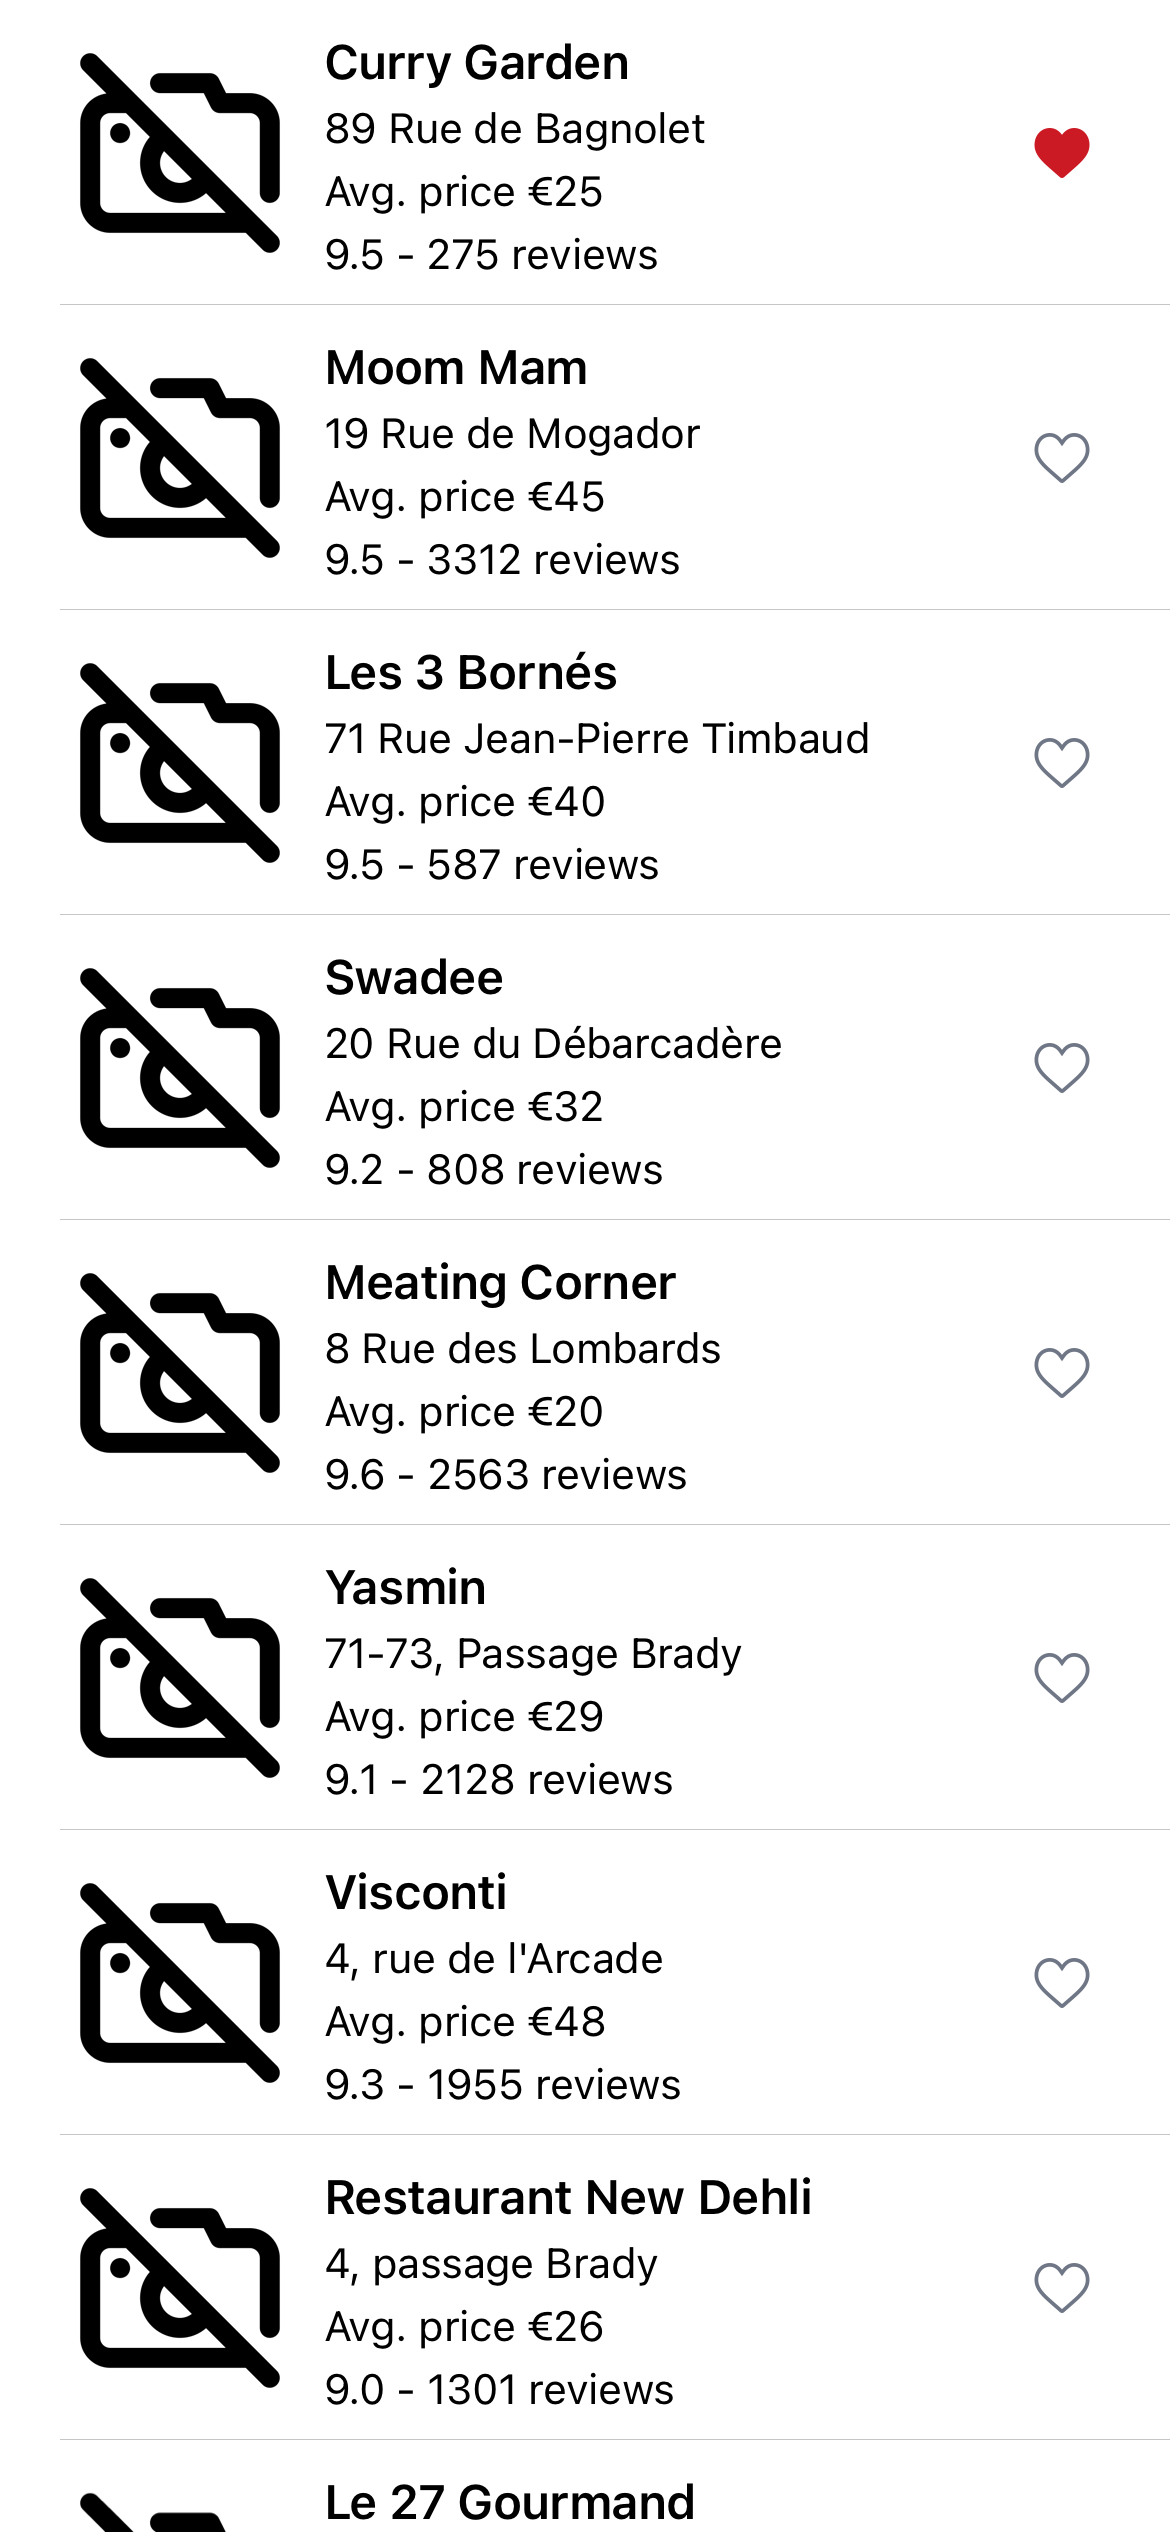 Curry Garden
89 Rue de Bagnolet
Avg. price €25
9.5 - 275 reviews
Moom Mam
19 Rue de Mogador
Avg. price €45
9.5 - 3312 reviews
Les 3 Bornés
71 Rue Jean-Pierre Timbaud
Avg. price €40
9.5 - 587 reviews
Swadee
20 Rue du Débarcadère
Avg. price €32
9.2 - 808 reviews
Meating Corner
8 Rue des Lombards
Avg. price €20
9.6 - 2563 reviews
Yasmin
71-73, Passage Brady
Avg. price €29
9.1 - 2128 reviews
Visconti
4, rue de l'Arcade
Avg. price €48
9.3 - 1955 reviews
Restaurant New Dehli
4, passage Brady
Avg. price €26
9.0 - 1301 reviews
Le 27 Gourmand